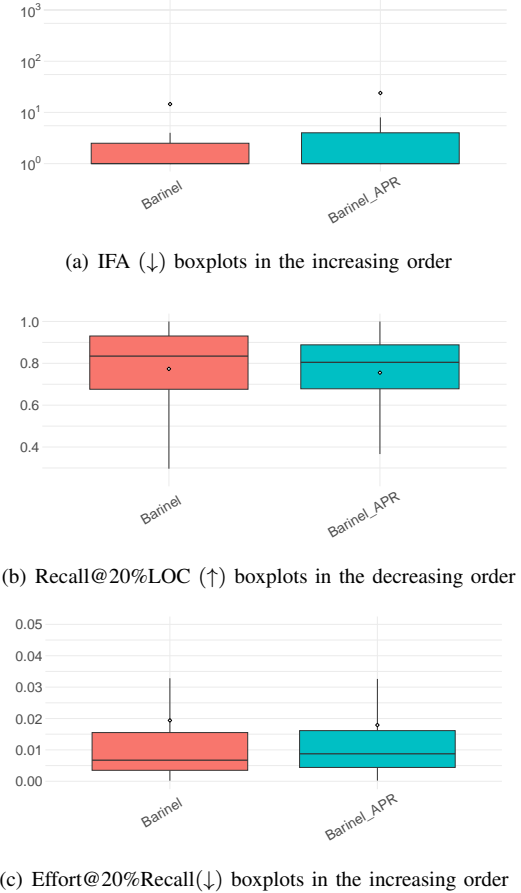 10³
10²
10¹
10⁰
Barinel
Barinel_APR
(a) IFA (↓) boxplots in the increasing order
1.0
0.8
0.6
0.4
Barinel
Barinel_APR
(b) Recall@20%LOC (↑) boxplots in the decreasing order
0.05
0.04
0.03
0.02
0.01
0.00
Barinel
Barinel_APR
(c) Effort@20%Recall(↓) boxplots in the increasing order